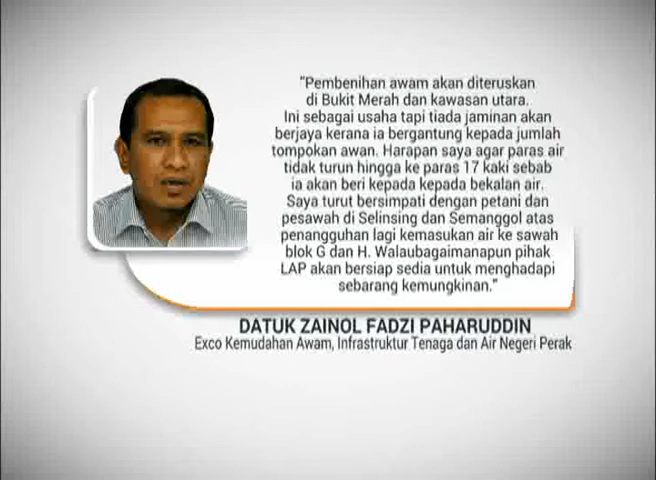 "Pembenihan awam akan diteruskan
di Bukit Merah dan kawasan utara.
Ini sebagai usaha tapi tiada jaminan akan
berjaya kerana ia bergantung kepada jumlah
tompokan awan. Harapan saya agar paras air
tidak turun hingga ke paras 17 kaki sebab
ia akan beri kepada kepada bekalan air.
Saya turut bersimpati dengan petani dan
pesawah di Selinsing dan Semanggol atas
penangguhan lagi kemasukan air ke sawah
blok G dan H. Walaubagaimanapun pihak
LAP akan bersiap sedia untuk menghadapi
sebarang kemungkinan."
DATUK ZAINOL FADZI PAHARUDDIN
Exco Kemudahan Awam, Infrastruktur Tenaga dan Air Negeri Perak